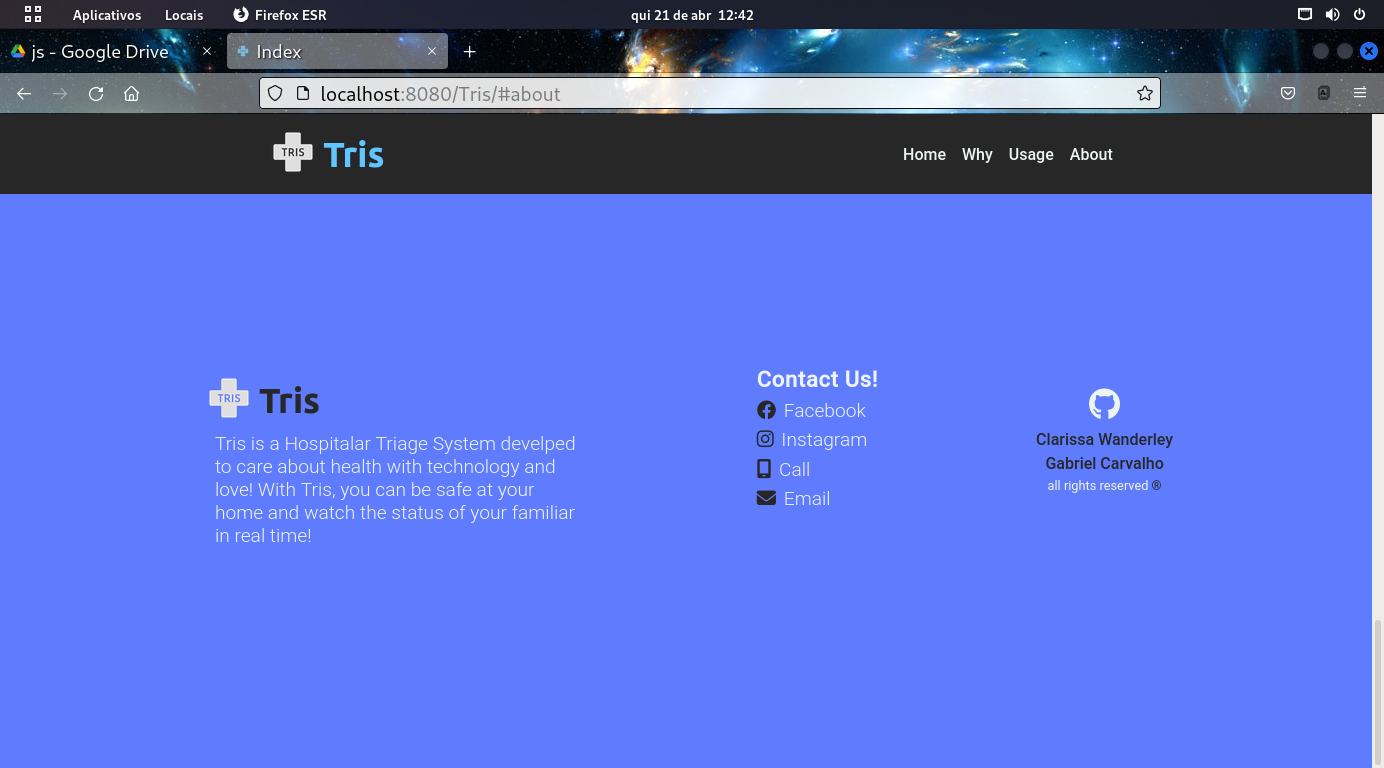 Aplicativos Locais Firefox ESR qui 21 de abr 12:42
js - Google Drive Index
localhost:8080/Tris/#about
TRIS Tris Home Why Usage About
TRIS Tris
Tris is a Hospitalar Triage System develped
to care about health with technology and
love! With Tris, you can be safe at your
home and watch the status of your familiar
in real time!
Contact Us!
Facebook
Instagram
Call
Email
Clarissa Wanderley
Gabriel Carvalho
all rights reserved ®